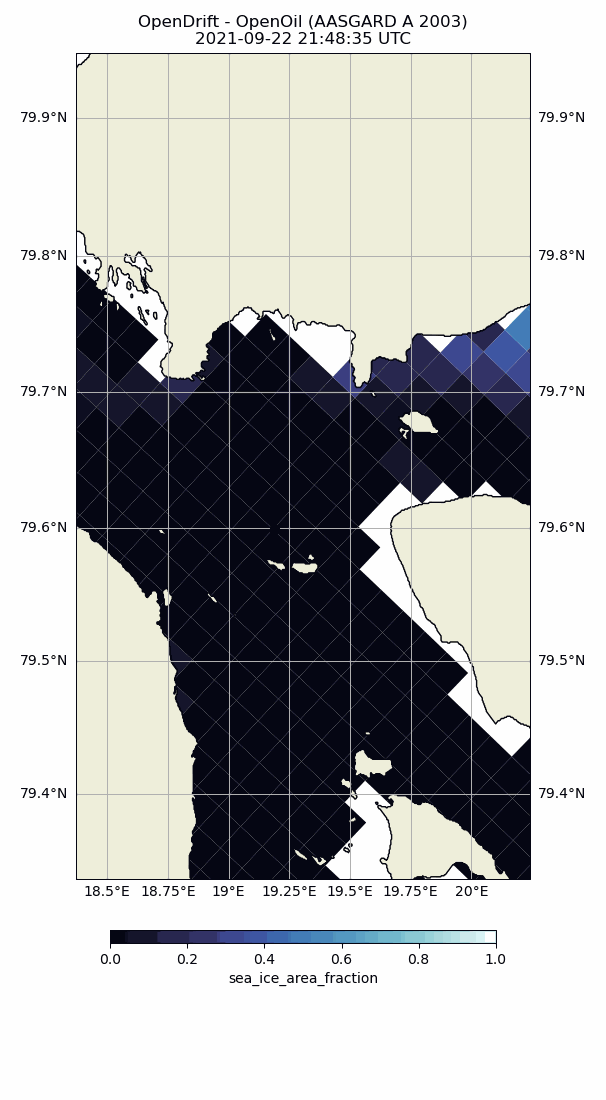 OpenDrift - OpenOil (AASGARD A 2003)
2021-09-22 21:48:35 UTC
79.9°N 79.9°N
79.8°N 79.8°N
79.7°N 79.7°N
79.6°N 79.6°N
79.5°N 79.5°N
79.4°N 79.4°N
18.5°E 18.75°E 19°E 19.25°E 19.5°E 19.75°E 20°E
0.0 0.2 0.4 0.6 0.8 1.0
sea_ice_area_fraction